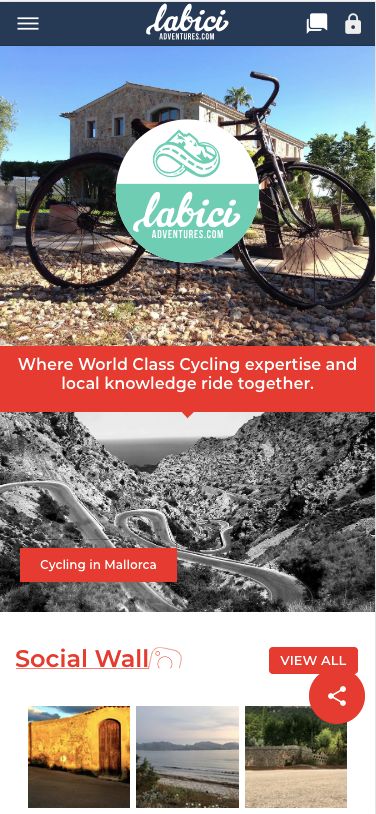 labici
ADVENTURES.COM
labici
ADVENTURES.COM
Where World Class Cycling expertise and
local knowledge ride together.
Cycling in Mallorca
Social Wall
VIEW ALL